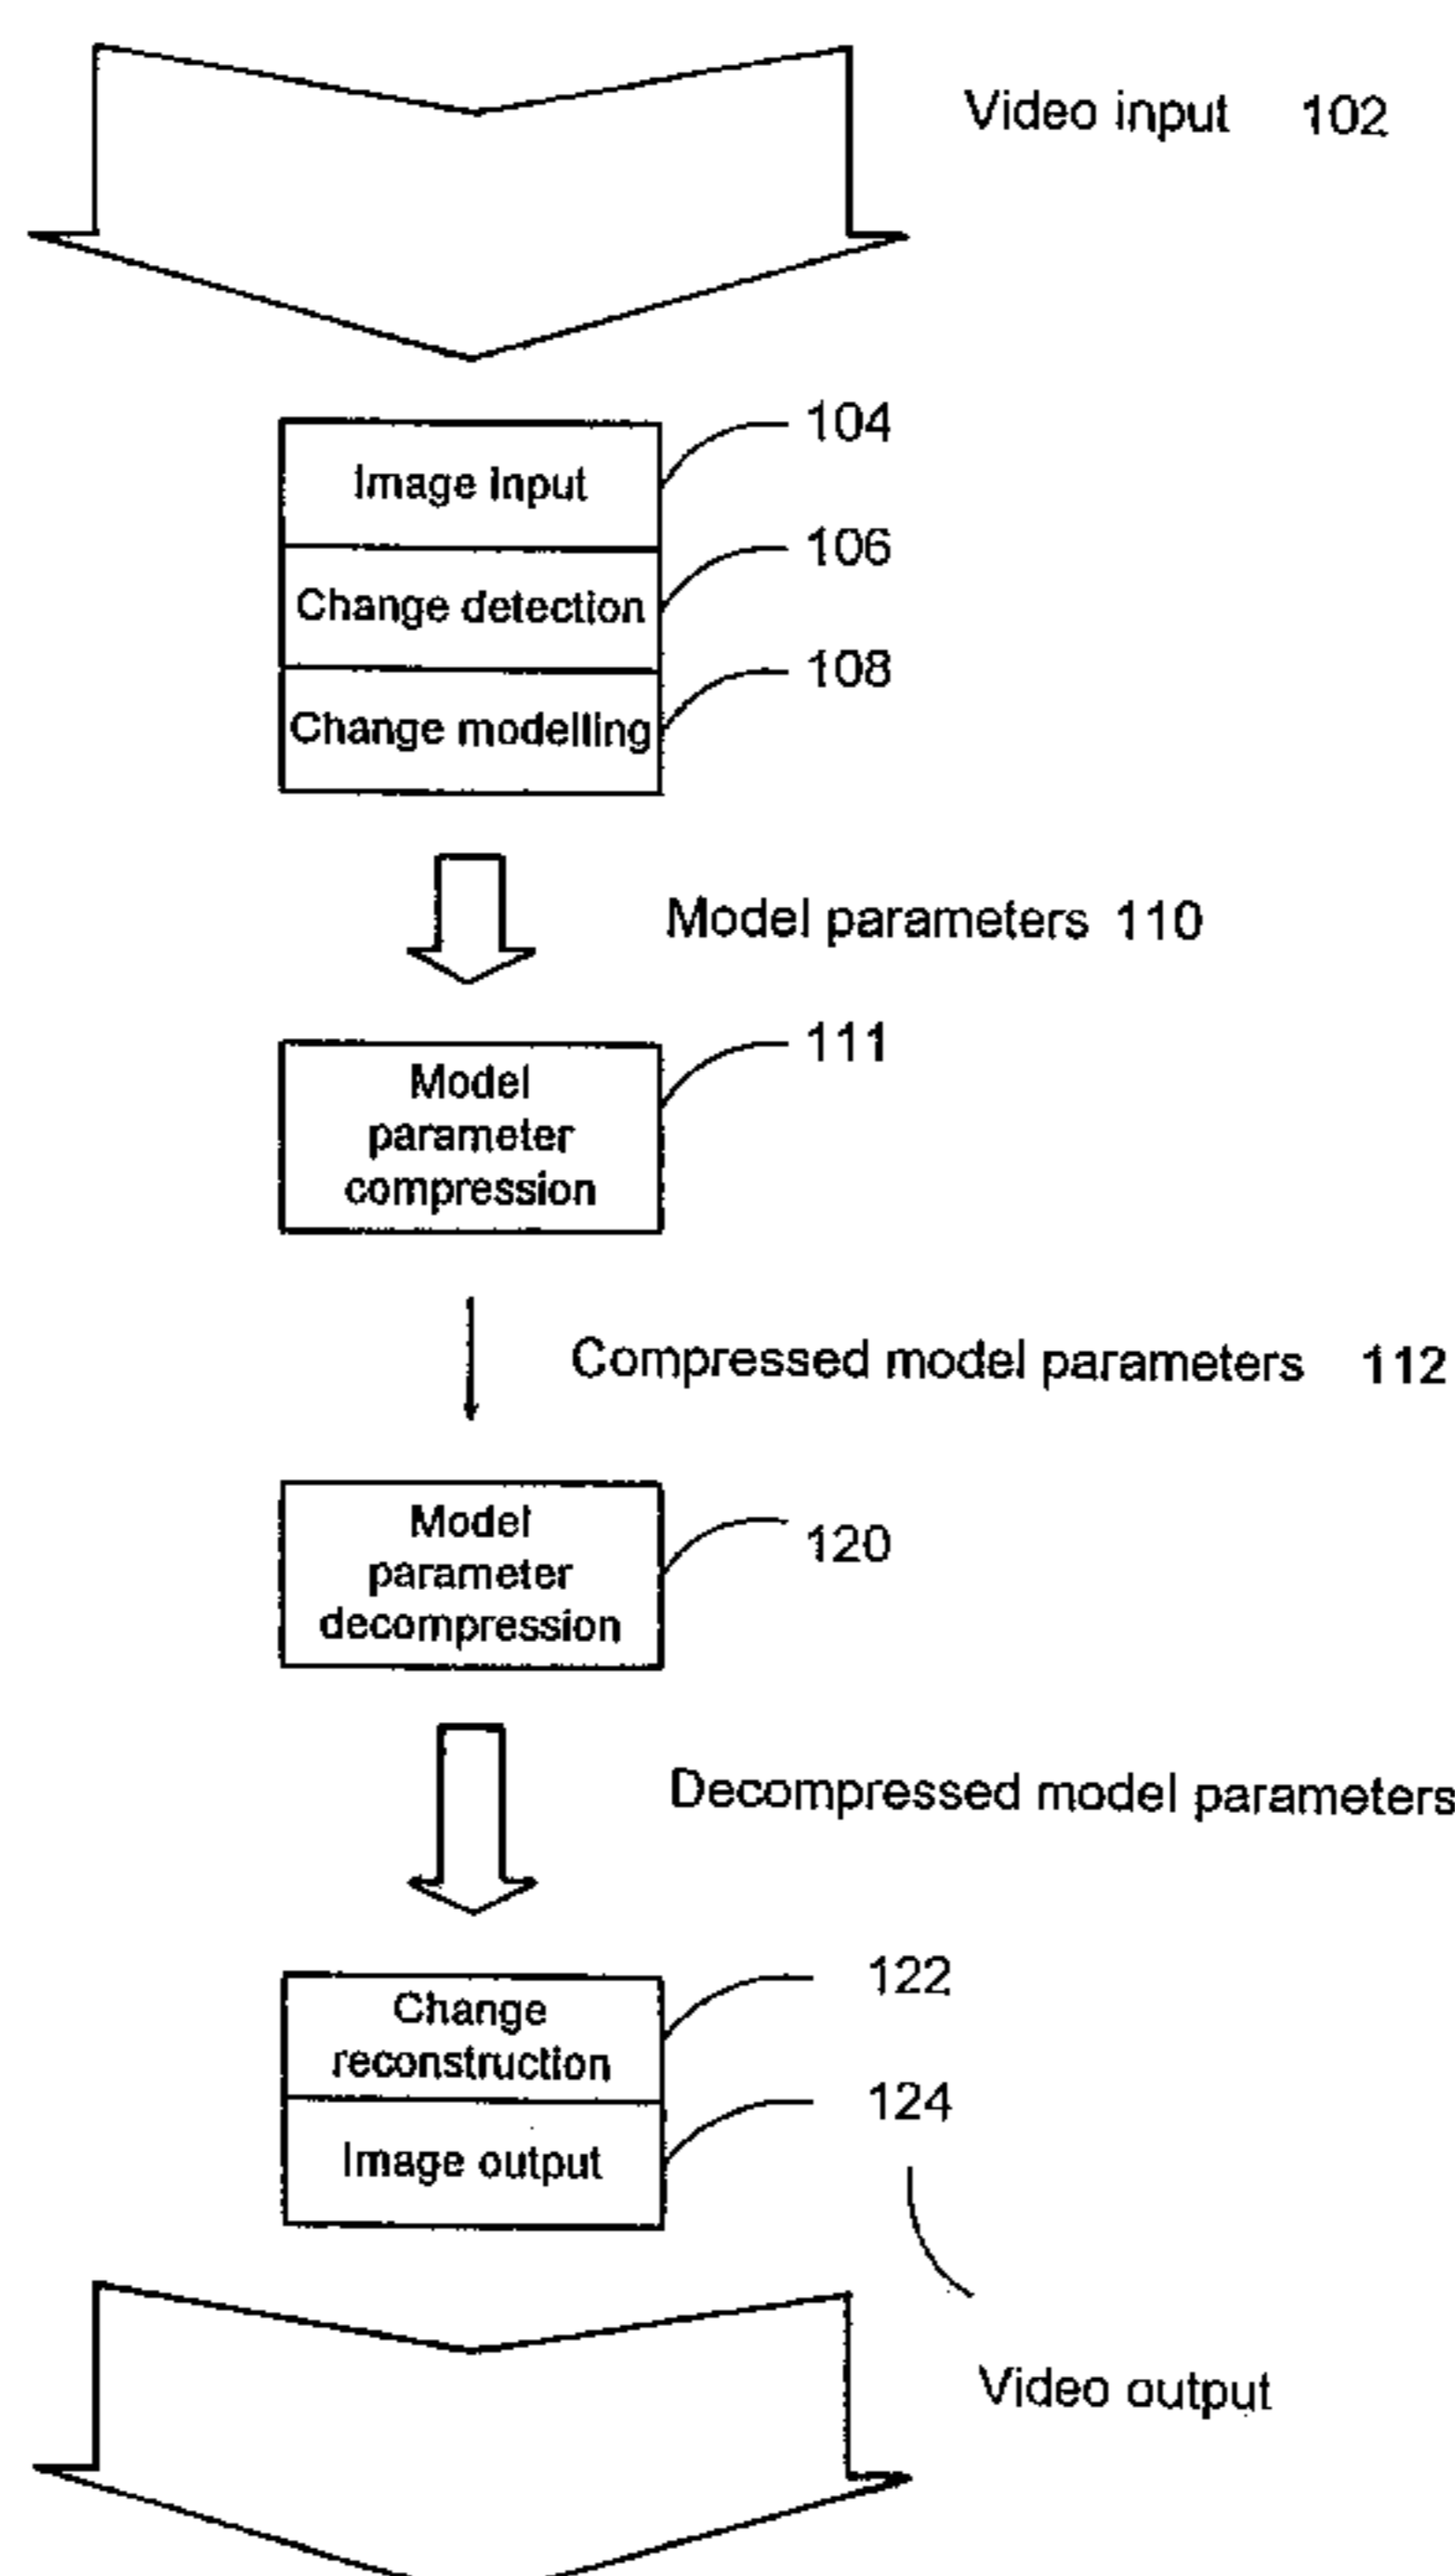 Video input 102
Image input
104
Change detection
106
Change modelling
108
Model parameters 110
Model
parameter
compression
111
Compressed model parameters 112
Model
parameter
decompression
120
Decompressed model parameters
Change
reconstruction
122
Image output
124
Video output